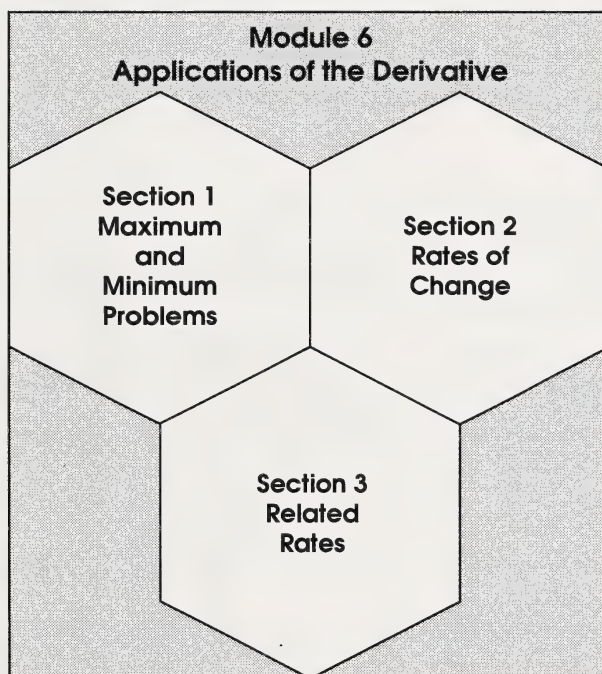 Module 6
Applications of the Derivative
Section 1
Maximum
and
Minimum
Problems
Section 2
Rates of
Change
Section 3
Related
Rates